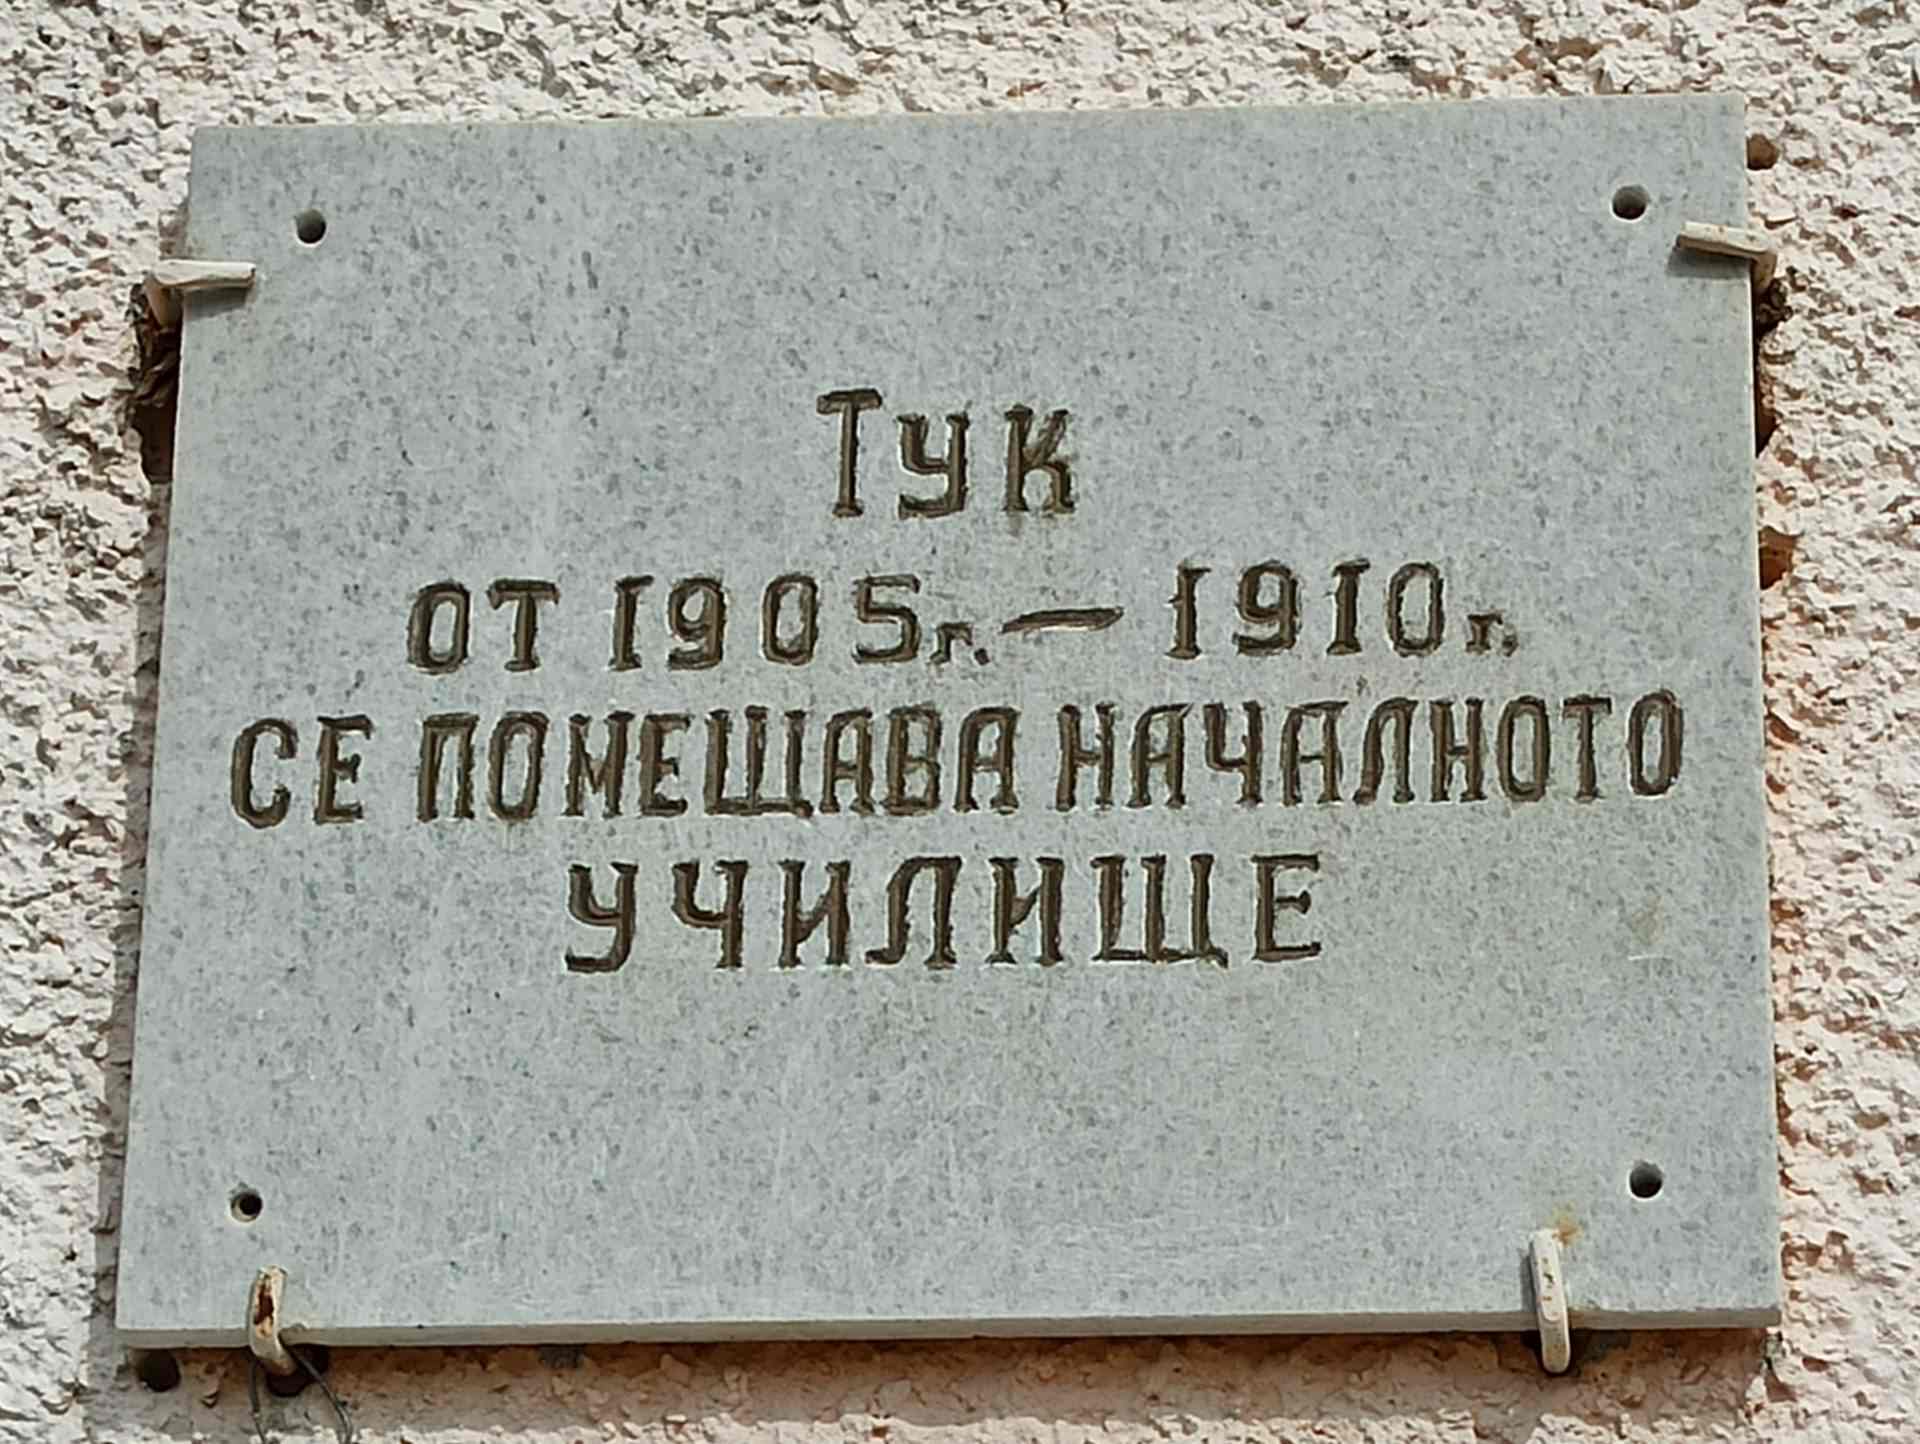 Тук
от 1905г. — 1910г.
се помещава началното
училище